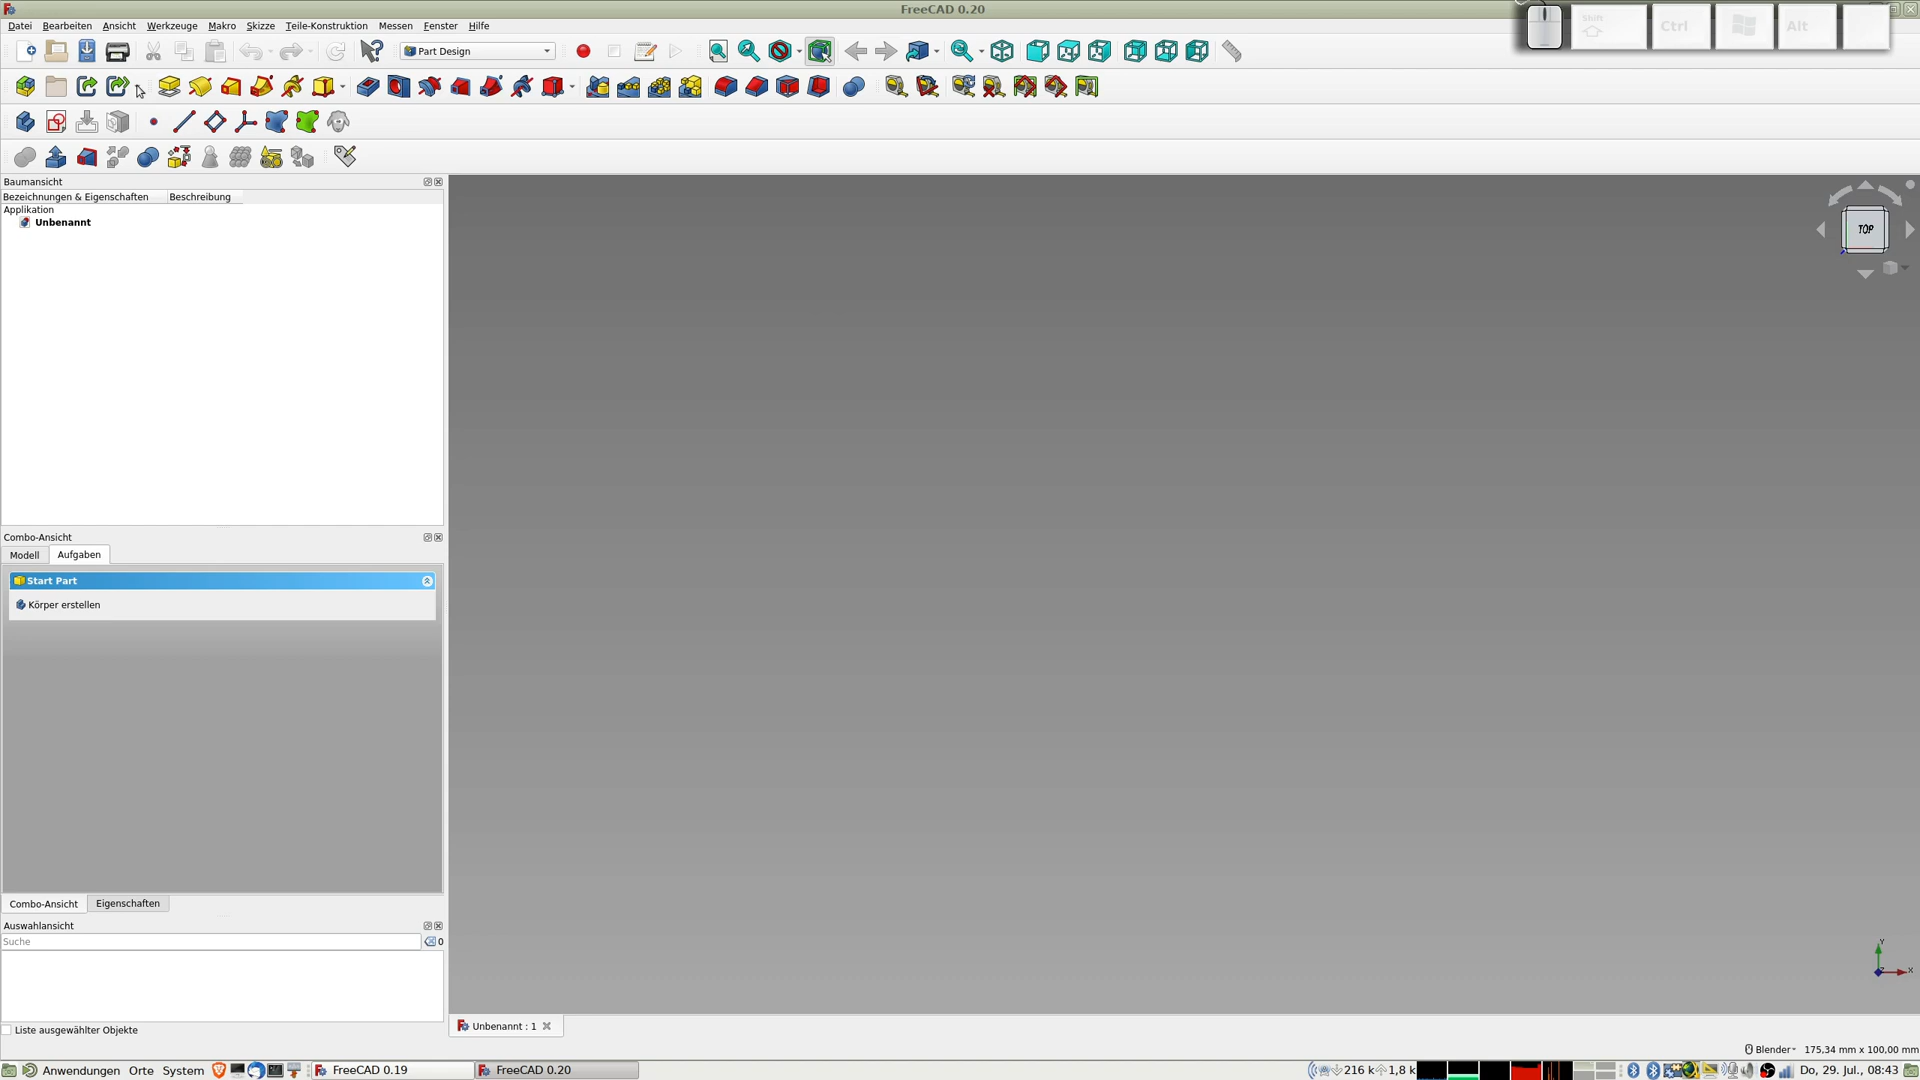 FreeCAD 0.20
Datei Bearbeiten Ansicht Werkzeuge Makro Skizze Teile-Konstruktion Messen Fenster Hilfe
Shift Ctrl Alt
Part Design
Baumansicht
Bezeichnungen & Eigenschaften Beschreibung
Applikation
Unbenannt
TOP
Combo-Ansicht
Modell Aufgaben
Start Part
Körper erstellen
Combo-Ansicht Eigenschaften
Auswahlansicht
Suche
0
Liste ausgewählter Objekte
Y
X
Unbenannt : 1
Blender 175,34 mm x 100,00 mm
Anwendungen Orte System FreeCAD 0.19 FreeCAD 0.20 216 k 1,8 k Do, 29. Jul., 08:43